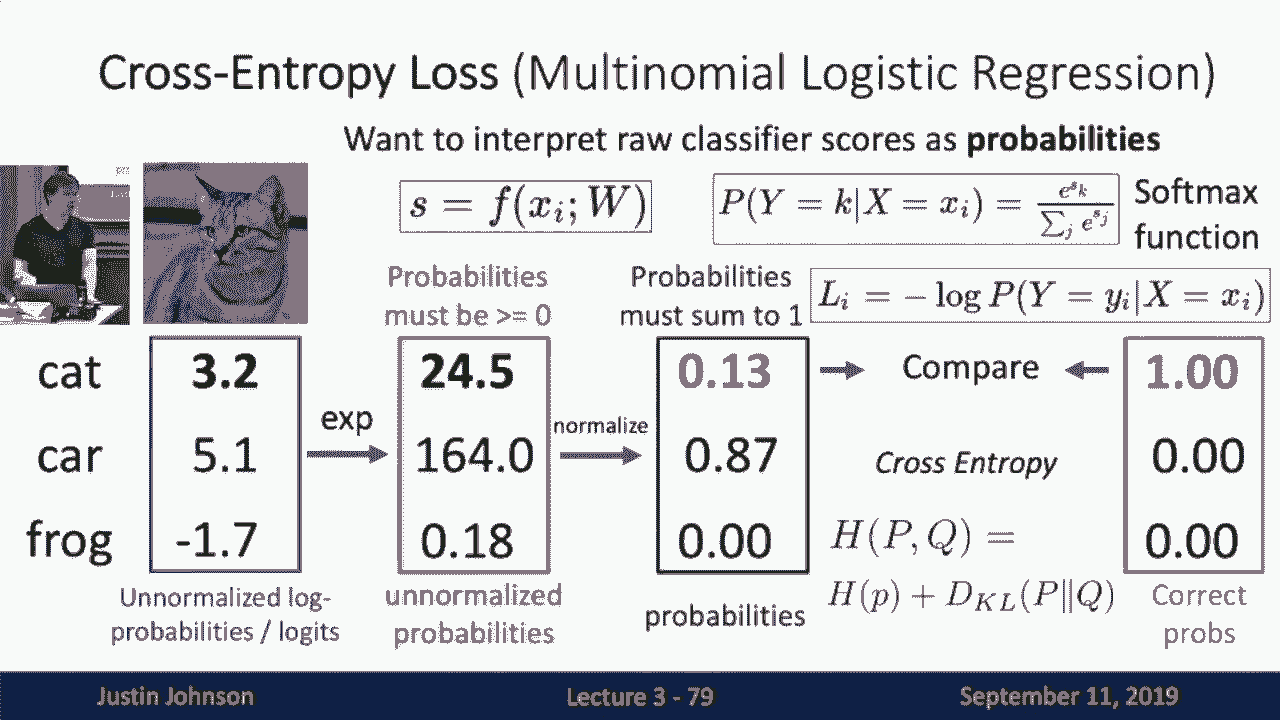 Cross-Entropy Loss (Multinomial Logistic Regression)
Want to interpret raw classifier scores as probabilities
s = f(x_i; W)
P(Y = k|X = x_i) = e^{s_k} / \sum_j e^{s_j}
Softmax
function
Probabilities
must be >= 0
Probabilities
must sum to 1
L_i = − log P(Y = y_i|X = x_i)
cat
3.2
24.5
0.13
Compare
1.00
exp
normalize
car
5.1
164.0
0.87
Cross Entropy
0.00
frog
-1.7
0.18
0.00
H(P, Q) =
0.00
H(p) + D_{KL}(P‖Q)
Unnormalized log-
probabilities / logits
unnormalized
probabilities
probabilities
Correct
probs
Justin Johnson
Lecture 3 - 79
September 11, 2019